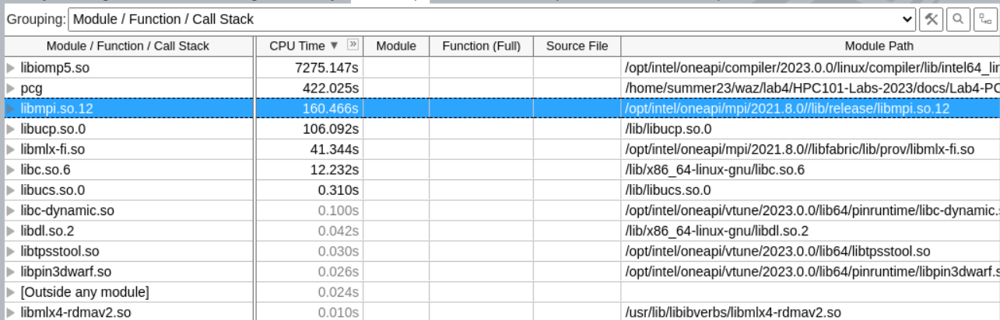 Grouping: Module / Function / Call Stack
Module / Function / Call Stack CPU Time ▼ » Module Function (Full) Source File Module Path
libiomp5.so 7275.147s /opt/intel/oneapi/compiler/2023.0.0/linux/compiler/lib/intel64_lin
pcg 422.025s /home/summer23/waz/lab4/HPC101-Labs-2023/docs/Lab4-PC
libmpi.so.12 160.466s /opt/intel/oneapi/mpi/2021.8.0//lib/release/libmpi.so.12
libucp.so.0 106.092s /lib/libucp.so.0
libmlx-fi.so 41.344s /opt/intel/oneapi/mpi/2021.8.0//libfabric/lib/prov/libmlx-fi.so
libc.so.6 12.232s /lib/x86_64-linux-gnu/libc.so.6
libucs.so.0 0.310s /lib/libucs.so.0
libc-dynamic.so 0.100s /opt/intel/oneapi/vtune/2023.0.0/lib64/pinruntime/libc-dynamic.s
libdl.so.2 0.042s /lib/x86_64-linux-gnu/libdl.so.2
libtpsstool.so 0.030s /opt/intel/oneapi/vtune/2023.0.0/lib64/libtpsstool.so
libpin3dwarf.so 0.026s /opt/intel/oneapi/vtune/2023.0.0/lib64/pinruntime/libpin3dwarf.s
[Outside any module] 0.024s
libmlx4-rdmav2.so 0.010s /usr/lib/libibverbs/libmlx4-rdmav2.so